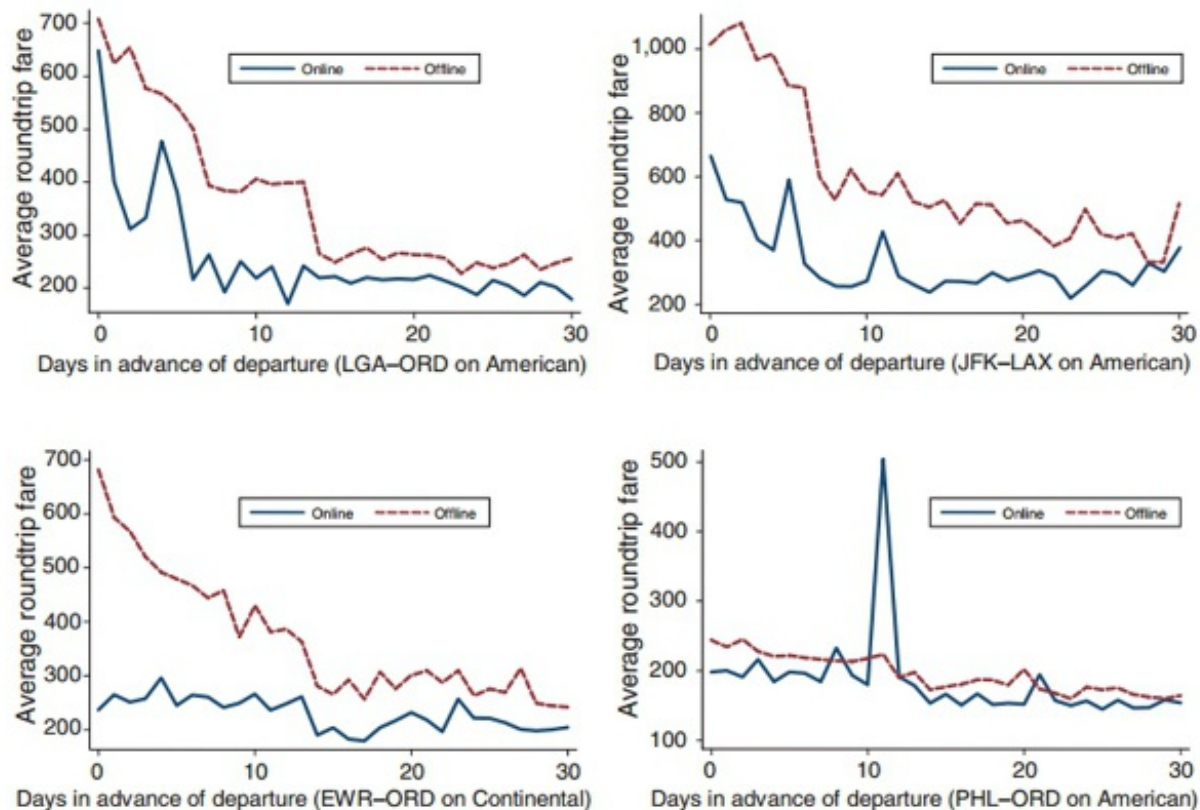 Average roundtrip fare
700
600
500
400
300
200
Online
Offline
0 10 20 30
Days in advance of departure (LGA–ORD on American)
Average roundtrip fare
1,000
800
600
400
200
Online
Offline
0 10 20 30
Days in advance of departure (JFK–LAX on American)
Average roundtrip fare
700
600
500
400
300
200
Online
Offline
0 10 20 30
Days in advance of departure (EWR–ORD on Continental)
Average roundtrip fare
500
400
300
200
100
Online
Offline
0 10 20 30
Days in advance of departure (PHL–ORD on American)